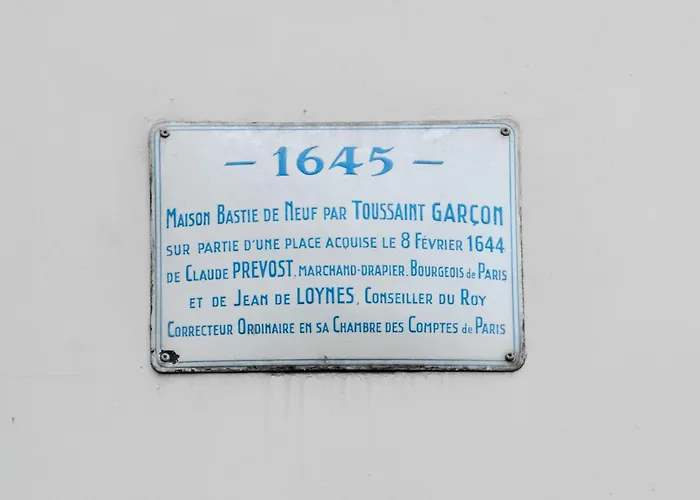 – 1645 –
MAISON BASTIE DE NEUF PAR TOUSSAINT GARÇON
SUR PARTIE D'UNE PLACE ACQUISE LE 8 FÉVRIER 1644
DE CLAUDE PREVOST, MARCHAND-DRAPIER. BOURGEOIS de PARIS
ET DE JEAN DE LOYNES, CONSEILLER DU ROY
CORRECTEUR ORDINAIRE EN SA CHAMBRE DES COMPTES de PARIS